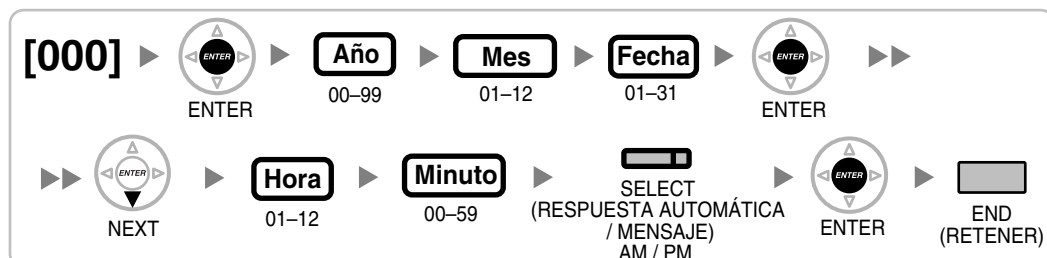 [000] ENTER Año Mes Fecha ENTER
ENTER 00–99 01–12 01–31 ENTER
ENTER Hora Minuto ENTER
NEXT 01–12 00–59 SELECT ENTER END
(RESPUESTA AUTOMÁTICA (RETENER)
/ MENSAJE)
AM / PM